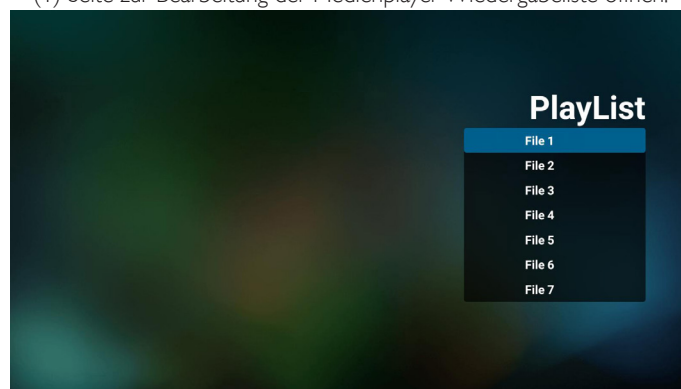 (1) Seite zur Bearbeitung der Medienplayer-Wiedergabeliste öffnen.
PlayList
File 1
File 2
File 3
File 4
File 5
File 6
File 7